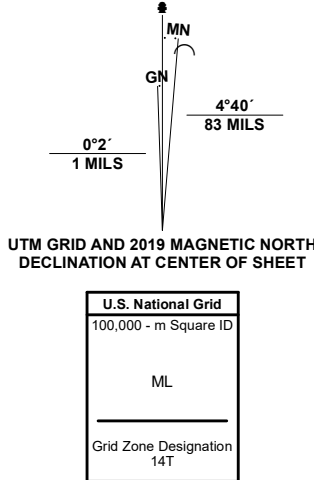 MN
GN
4°40´
83 MILS
0°2´
1 MILS
UTM GRID AND 2019 MAGNETIC NORTH
DECLINATION AT CENTER OF SHEET
U.S. National Grid
100,000 - m Square ID
ML
Grid Zone Designation
14T